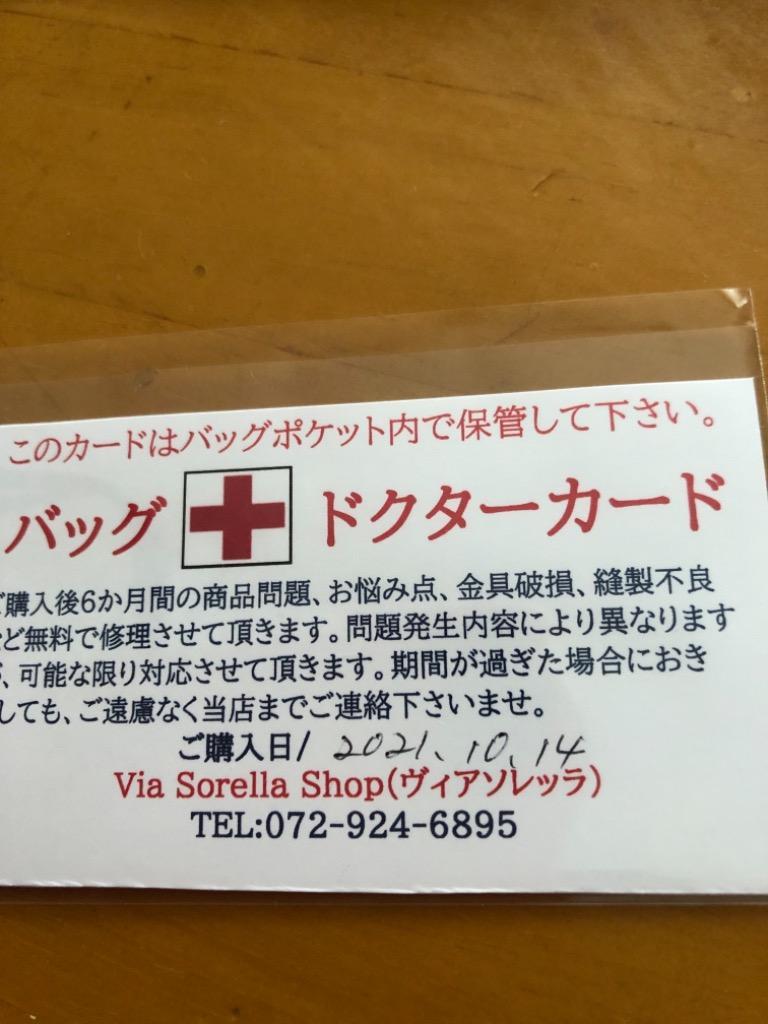 このカードはバッグポケット内で保管して下さい。
バッグ ドクターカード
ご購入後6か月間の商品問題、お悩み点、金具破損、縫製不良
など無料で修理させて頂きます。問題発生内容により異なります
が、可能な限り対応させて頂きます。期間が過ぎた場合におき
しても、ご遠慮なく当店までご連絡下さいませ。
ご購入日/ 2021.10.14
Via Sorella Shop(ヴィアソレッラ)
TEL:072-924-6895